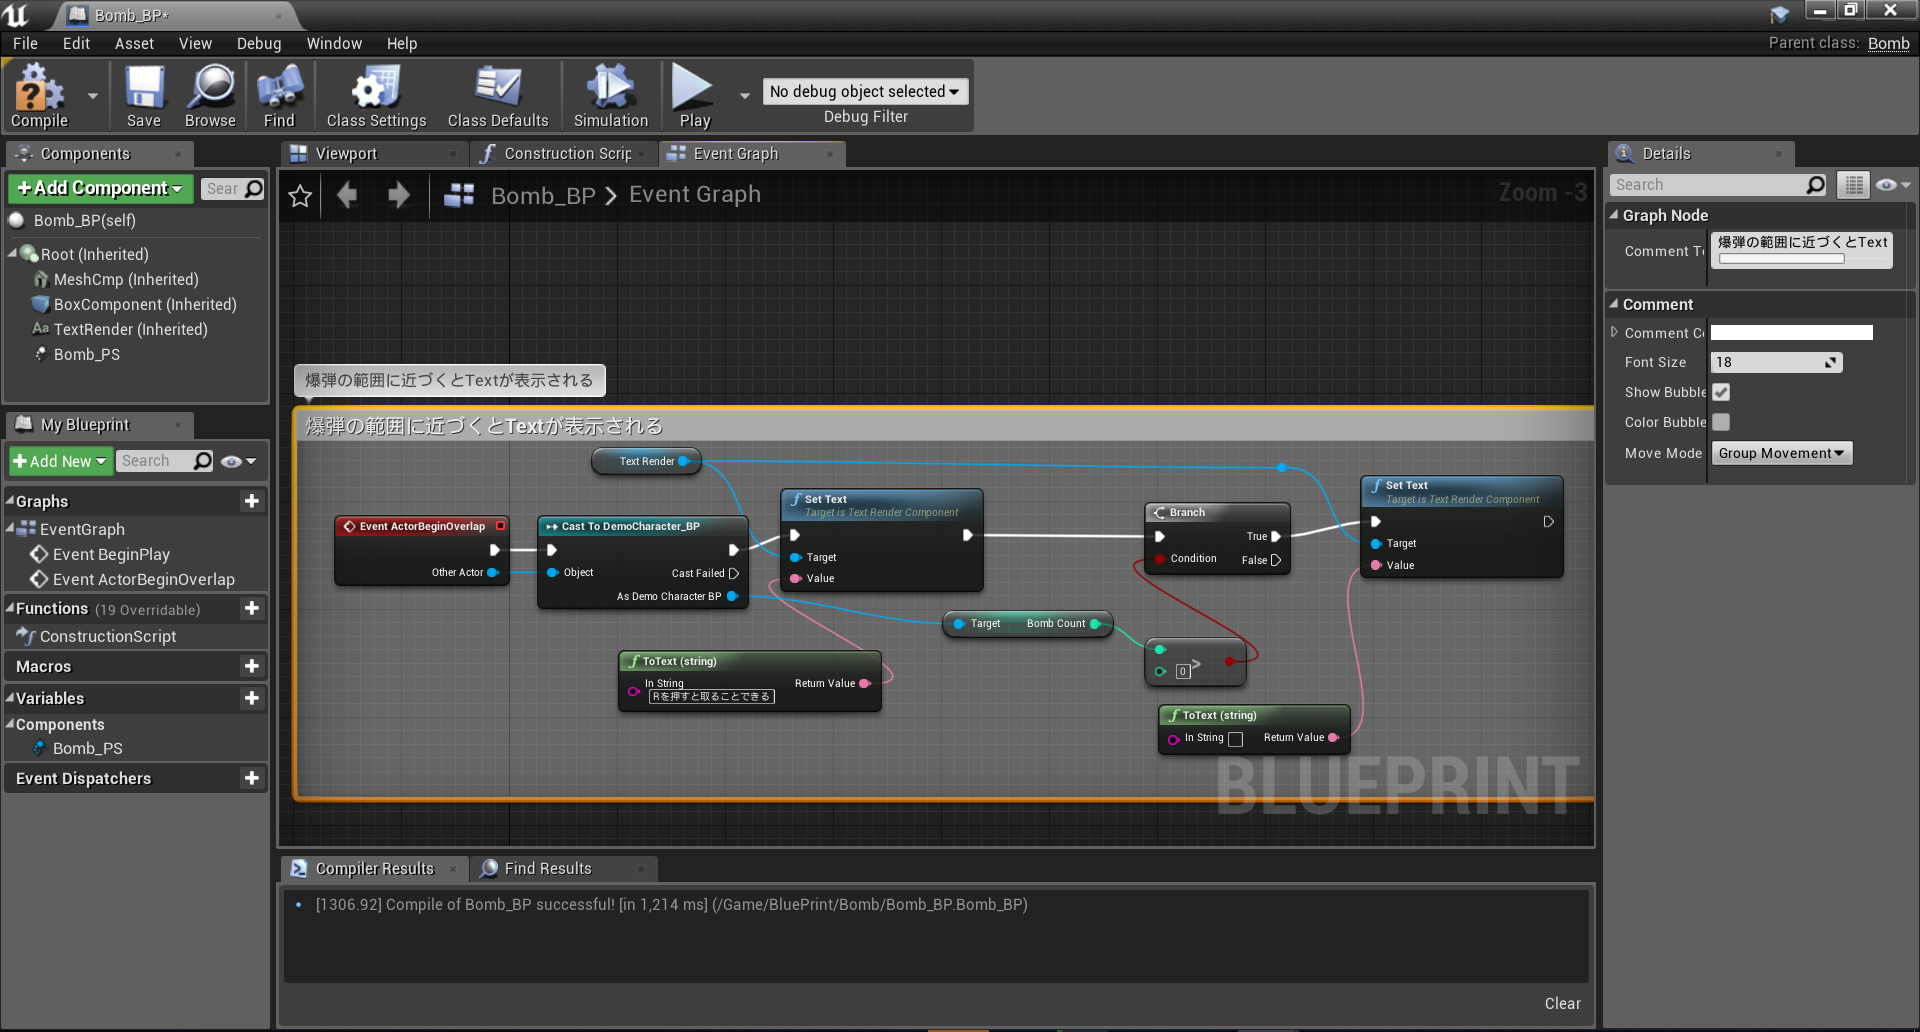 Bomb_BP*
File Edit Asset View Debug Window Help
Parent class: Bomb
Compile
Save
Browse
Find
Class Settings
Class Defaults
Simulation
Play
No debug object selected
Debug Filter
Components
Add Component
Sear
Bomb_BP(self)
Root (Inherited)
MeshCmp (Inherited)
BoxComponent (Inherited)
Aa TextRender (Inherited)
Bomb_PS
My Blueprint
Add New
Search
Graphs
EventGraph
Event BeginPlay
Event ActorBeginOverlap
Functions (19 Overridable)
ConstructionScript
Macros
Variables
Components
Bomb_PS
Event Dispatchers
Viewport
Construction Scrip
Event Graph
Bomb_BP > Event Graph
Zoom -3
爆弾の範囲に近づくとTextが表示される
爆弾の範囲に近づくとTextが表示される
Text Render
Event ActorBeginOverlap
Other Actor
Cast To DemoCharacter_BP
Object
Cast Failed
As Demo Character BP
Set Text
Target is Text Render Component
Target
Value
ToText (string)
In String
Rを押すと取ることできる
Return Value
Target
Bomb Count
Branch
True
Condition
False
0
>
ToText (string)
In String
Return Value
Set Text
Target is Text Render Component
Target
Value
BLUEPRINT
Compiler Results
Find Results
[1306.92] Compile of Bomb_BP successful! [in 1,214 ms] (/Game/BluePrint/Bomb/Bomb_BP.Bomb_BP)
Clear
Details
Search
Graph Node
Comment Te
爆弾の範囲に近づくとText
Comment
Comment Co
Font Size
18
Show Bubble
Color Bubble
Move Mode
Group Movement